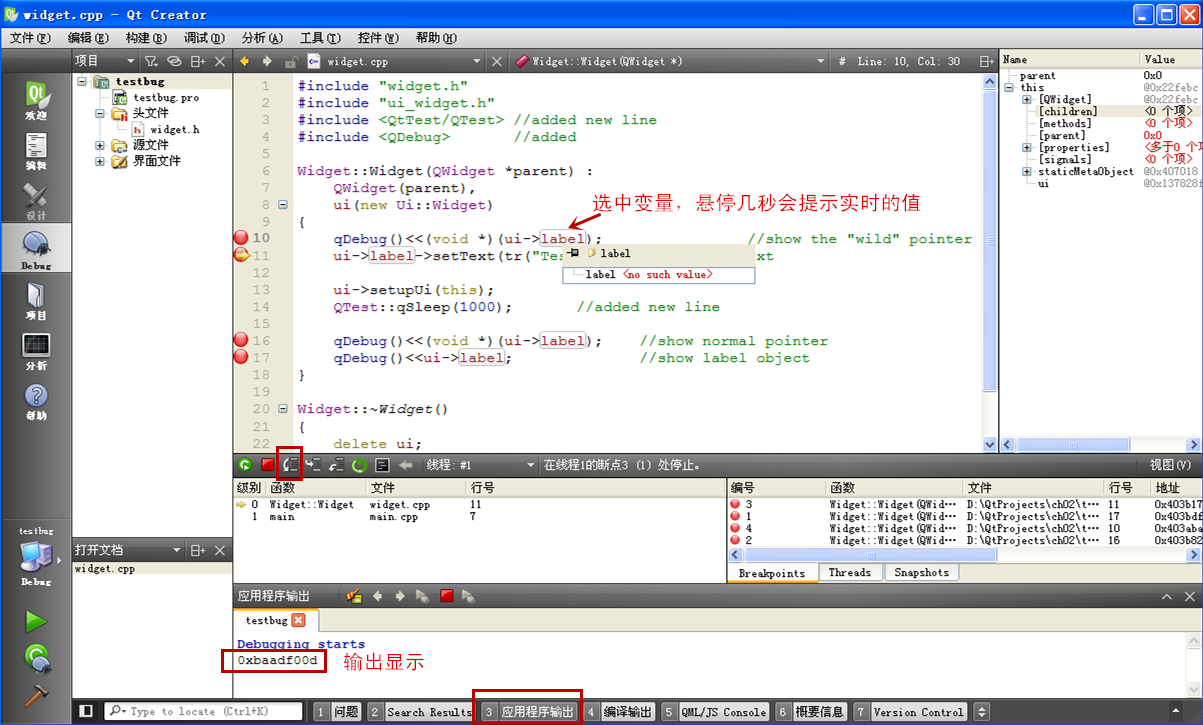 widget.cpp - Qt Creator
文件(F) 编辑(E) 构建(B) 调试(D) 分析(A) 工具(T) 控件(W) 帮助(H)
项目
widget.cpp
Widget::Widget(QWidget *)
# Line: 10, Col: 30
欢迎
编辑
设计
Debug
项目
分析
帮助
testbug
Debug
testbug
testbug.pro
头文件
widget.h
源文件
界面文件
打开文档
widget.cpp
1 #include "widget.h"
2 #include "ui_widget.h"
3 #include <QtTest/QTest> //added new line
4 #include <QDebug> //added
5
6 Widget::Widget(QWidget *parent) :
7 QWidget(parent),
8 ui(new Ui::Widget)
9 {
选中变量，悬停几秒会提示实时的值
10 qDebug()<<(void *)(ui->label); //show the "wild" pointer
11 ui->label->setText(tr("Te xt
label
label <no such value>
12
13 ui->setupUi(this);
14 QTest::qSleep(1000); //added new line
15
16 qDebug()<<(void *)(ui->label); //show normal pointer
17 qDebug()<<ui->label; //show label object
18 }
19
20 Widget::~Widget()
21 {
22 delete ui;
Name Value
parent 0x0
this @0x22febc
[QWidget] @0x22febc
[children] <0 个项>
[methods] <0 个项>
[parent] 0x0
[properties] <多于0 个项
[signals] <0 个项>
staticMetaObject @0x407018
ui @0x137828
线程: #1
在线程1的断点3 (1) 处停止。
视图(V)
级别 函数 文件 行号
0 Widget::Widget widget.cpp 11
1 main main.cpp 7
编号 函数 文件 行号 地址
3 Widget::Widget(QWid… D:\QtProjects\ch02\t… 11 0x403b17
1 Widget::Widget(QWid… D:\QtProjects\ch02\t… 17 0x403bdf
4 Widget::Widget(QWid… D:\QtProjects\ch02\t… 10 0x403aba
2 Widget::Widget(QWid… D:\QtProjects\ch02\t… 16 0x403b82
Breakpoints Threads Snapshots
应用程序输出
testbug
Debugging starts
0xbaadf00d
输出显示
Type to locate (Ctrl+K)
1 问题 2 Search Results 3 应用程序输出 4 编译输出 5 QML/JS Console 6 概要信息 7 Version Control